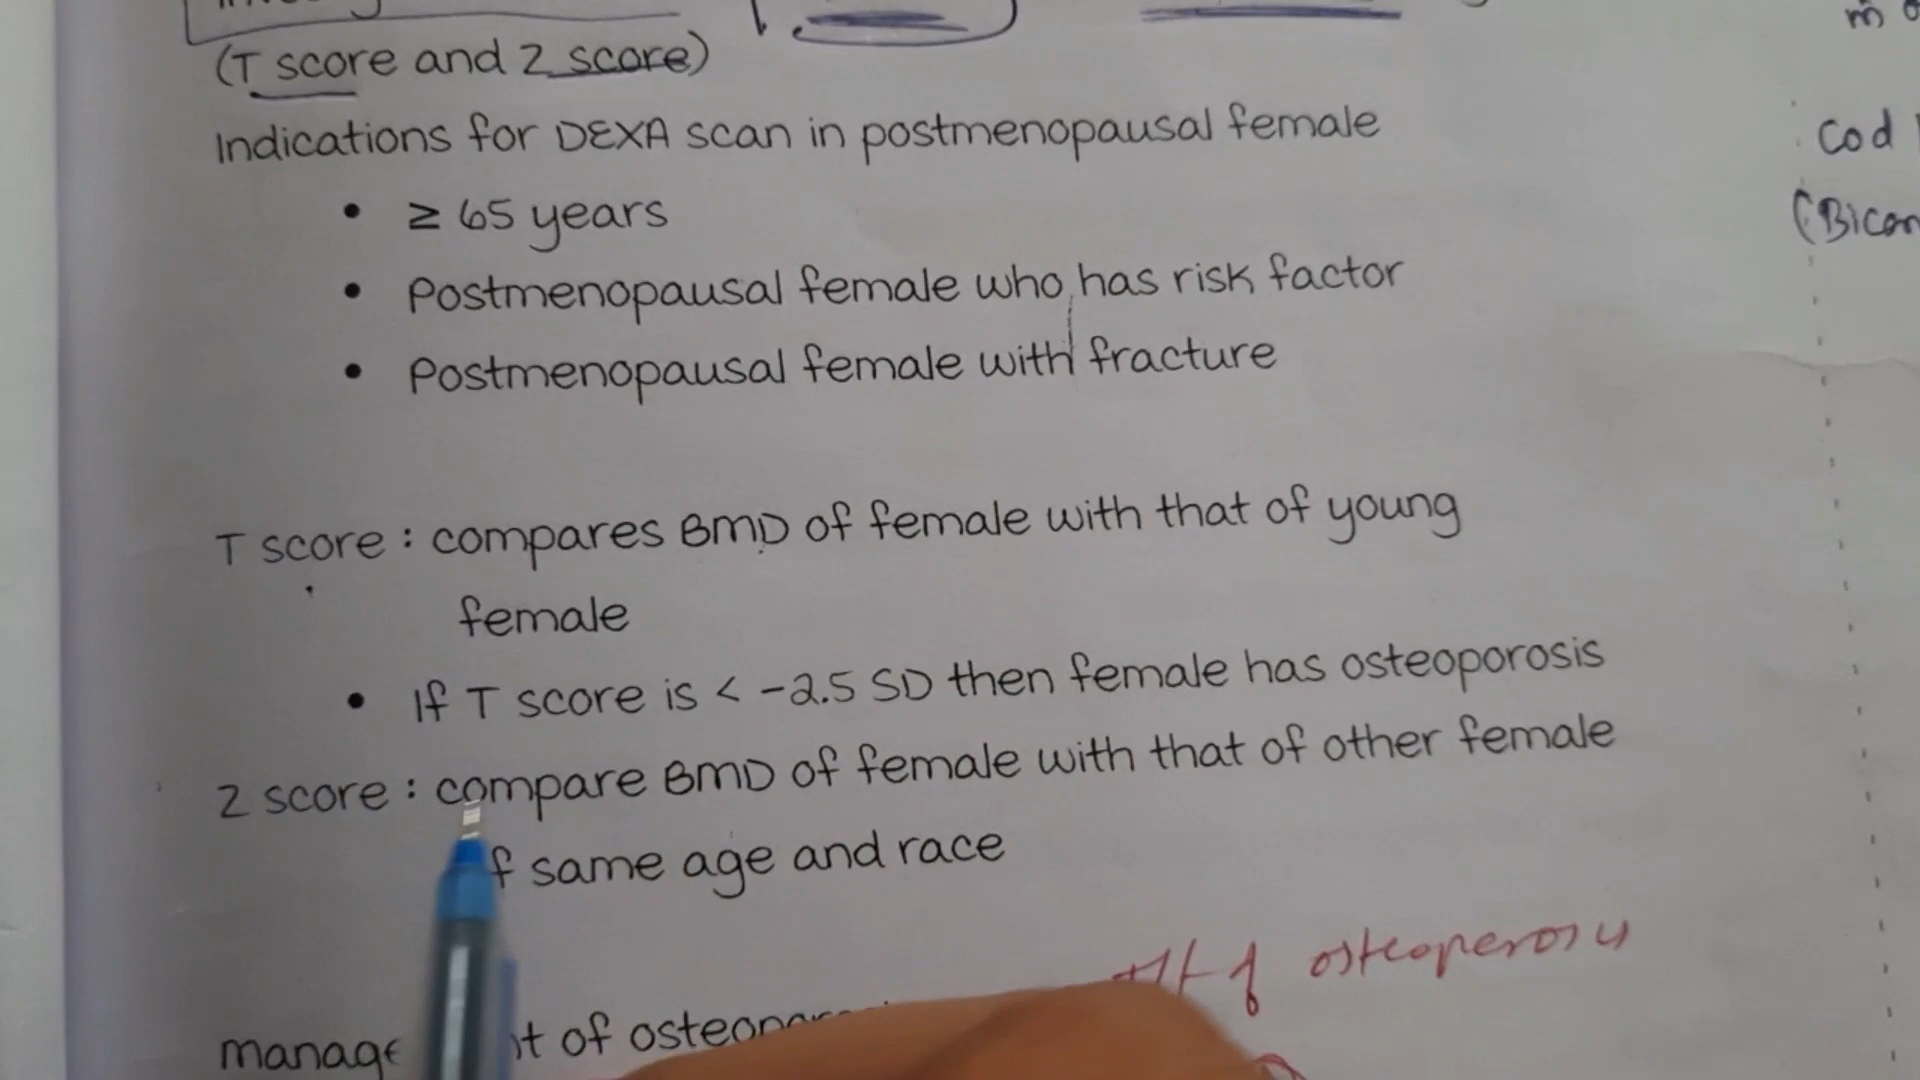 (T score and Z score)
Indications for DEXA scan in postmenopausal female
• ≥ 65 years
• Postmenopausal female who has risk factor
• Postmenopausal female with fracture
T score : compares BMD of female with that of young
female
• If T score is < -2.5 SD then female has osteoporosis
Z score : compare BMD of female with that of other female
same age and race
of
Cod